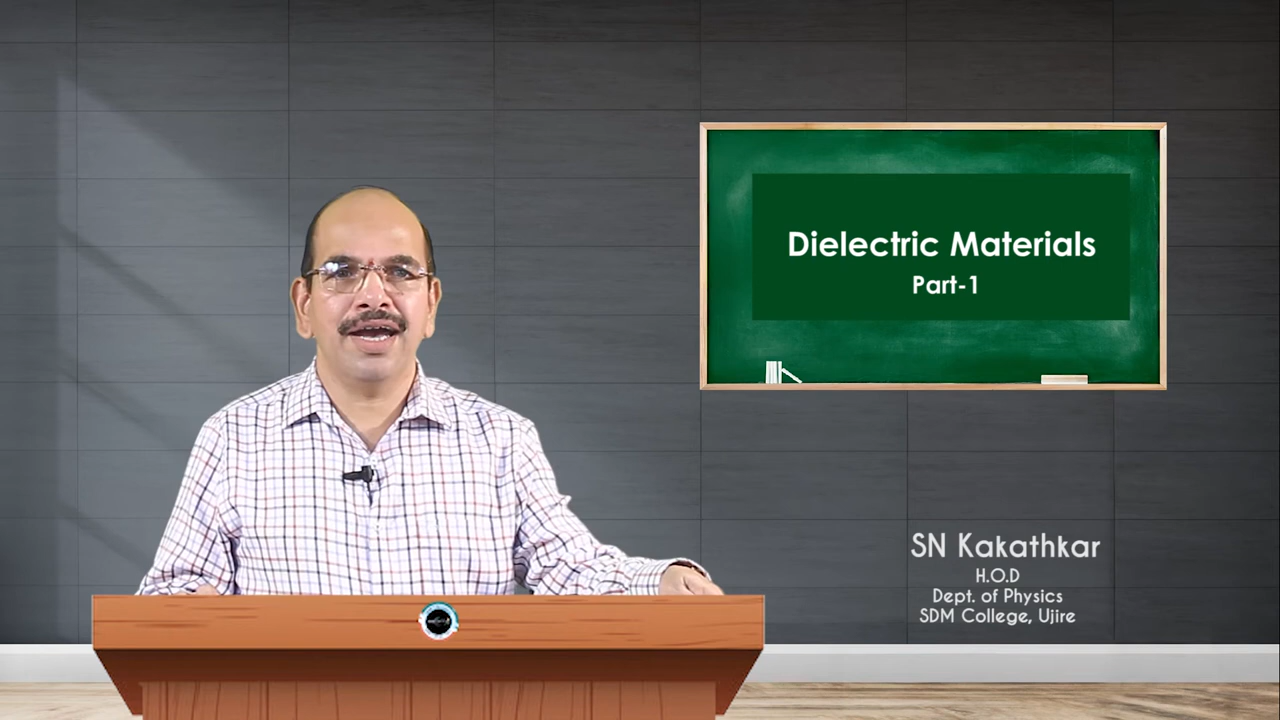 Dielectric Materials
Part-1
SN Kakathkar
H.O.D
Dept. of Physics
SDM College, Ujire